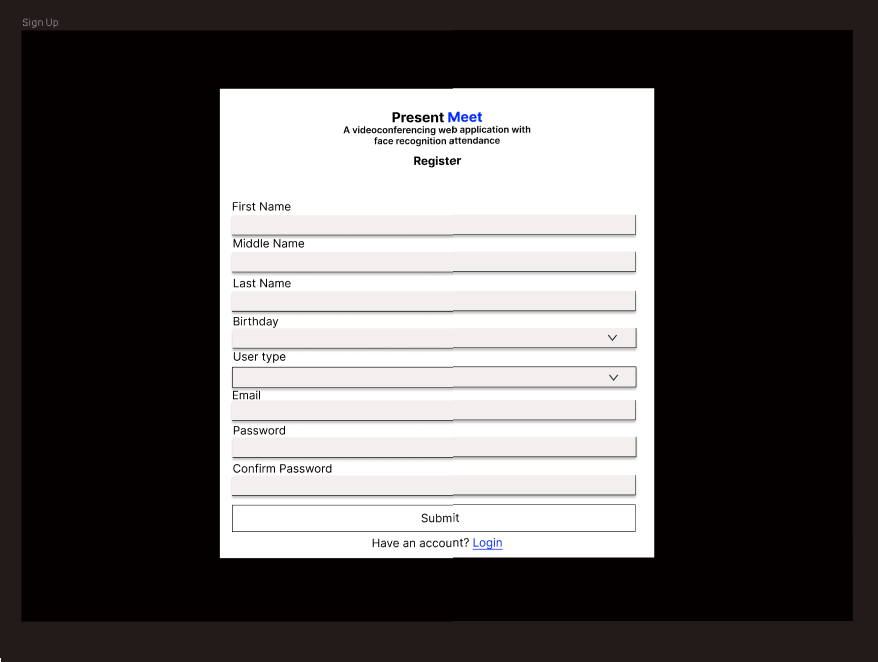 Sign Up
Present Meet
A videoconferencing web application with
face recognition attendance
Register
First Name
Middle Name
Last Name
Birthday
User type
Email
Password
Confirm Password
Submit
Have an account? Login